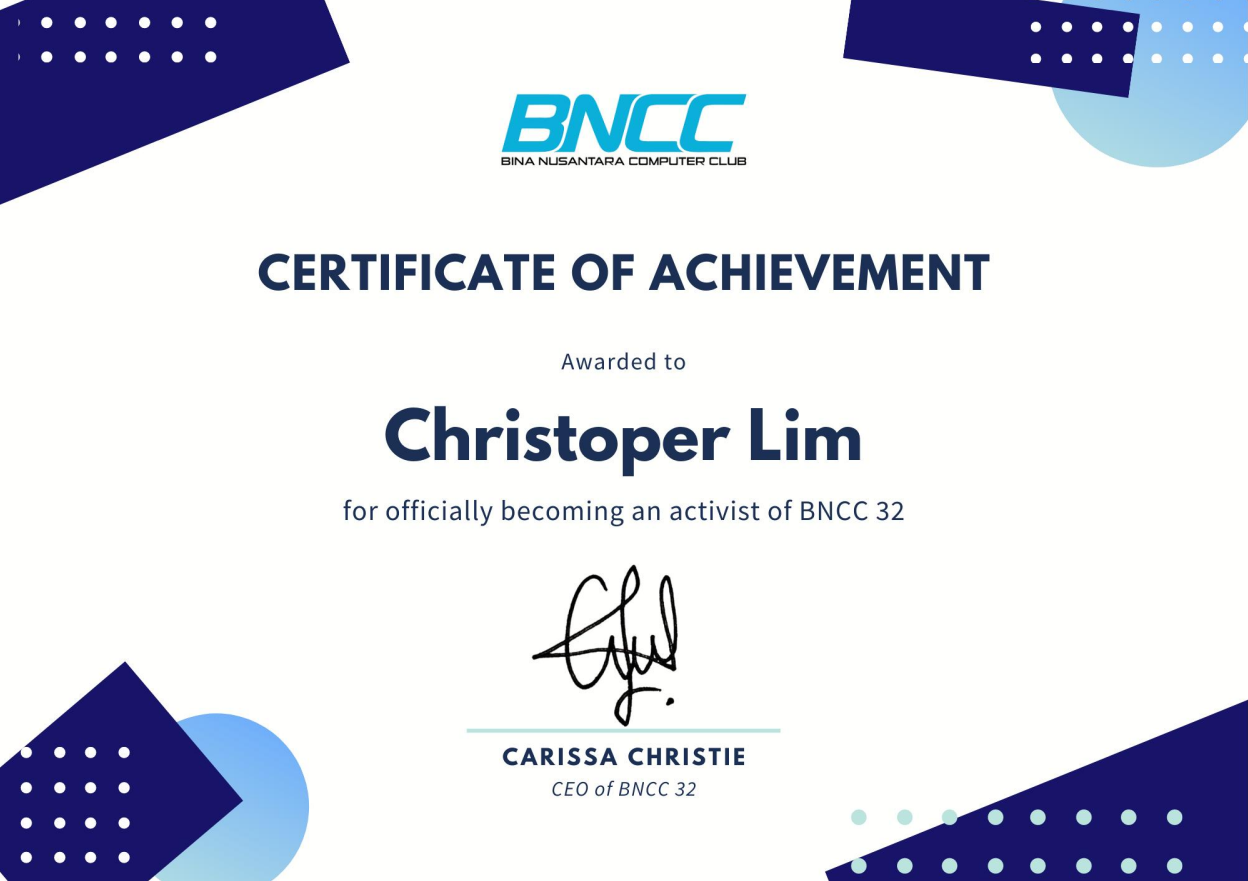 BNCC
BINA NUSANTARA COMPUTER CLUB
CERTIFICATE OF ACHIEVEMENT
Awarded to
Christoper Lim
for officially becoming an activist of BNCC 32
CARISSA CHRISTIE
CEO of BNCC 32